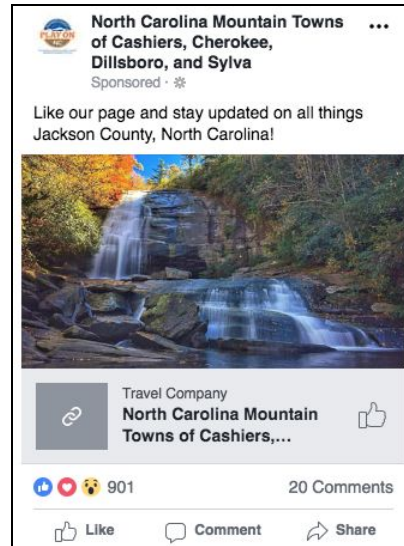 PLAY ON
North Carolina Mountain Towns
of Cashiers, Cherokee,
Dillsboro, and Sylva
Sponsored ·
Like our page and stay updated on all things
Jackson County, North Carolina!
Travel Company
North Carolina Mountain
Towns of Cashiers,...
901
20 Comments
Like
Comment
Share